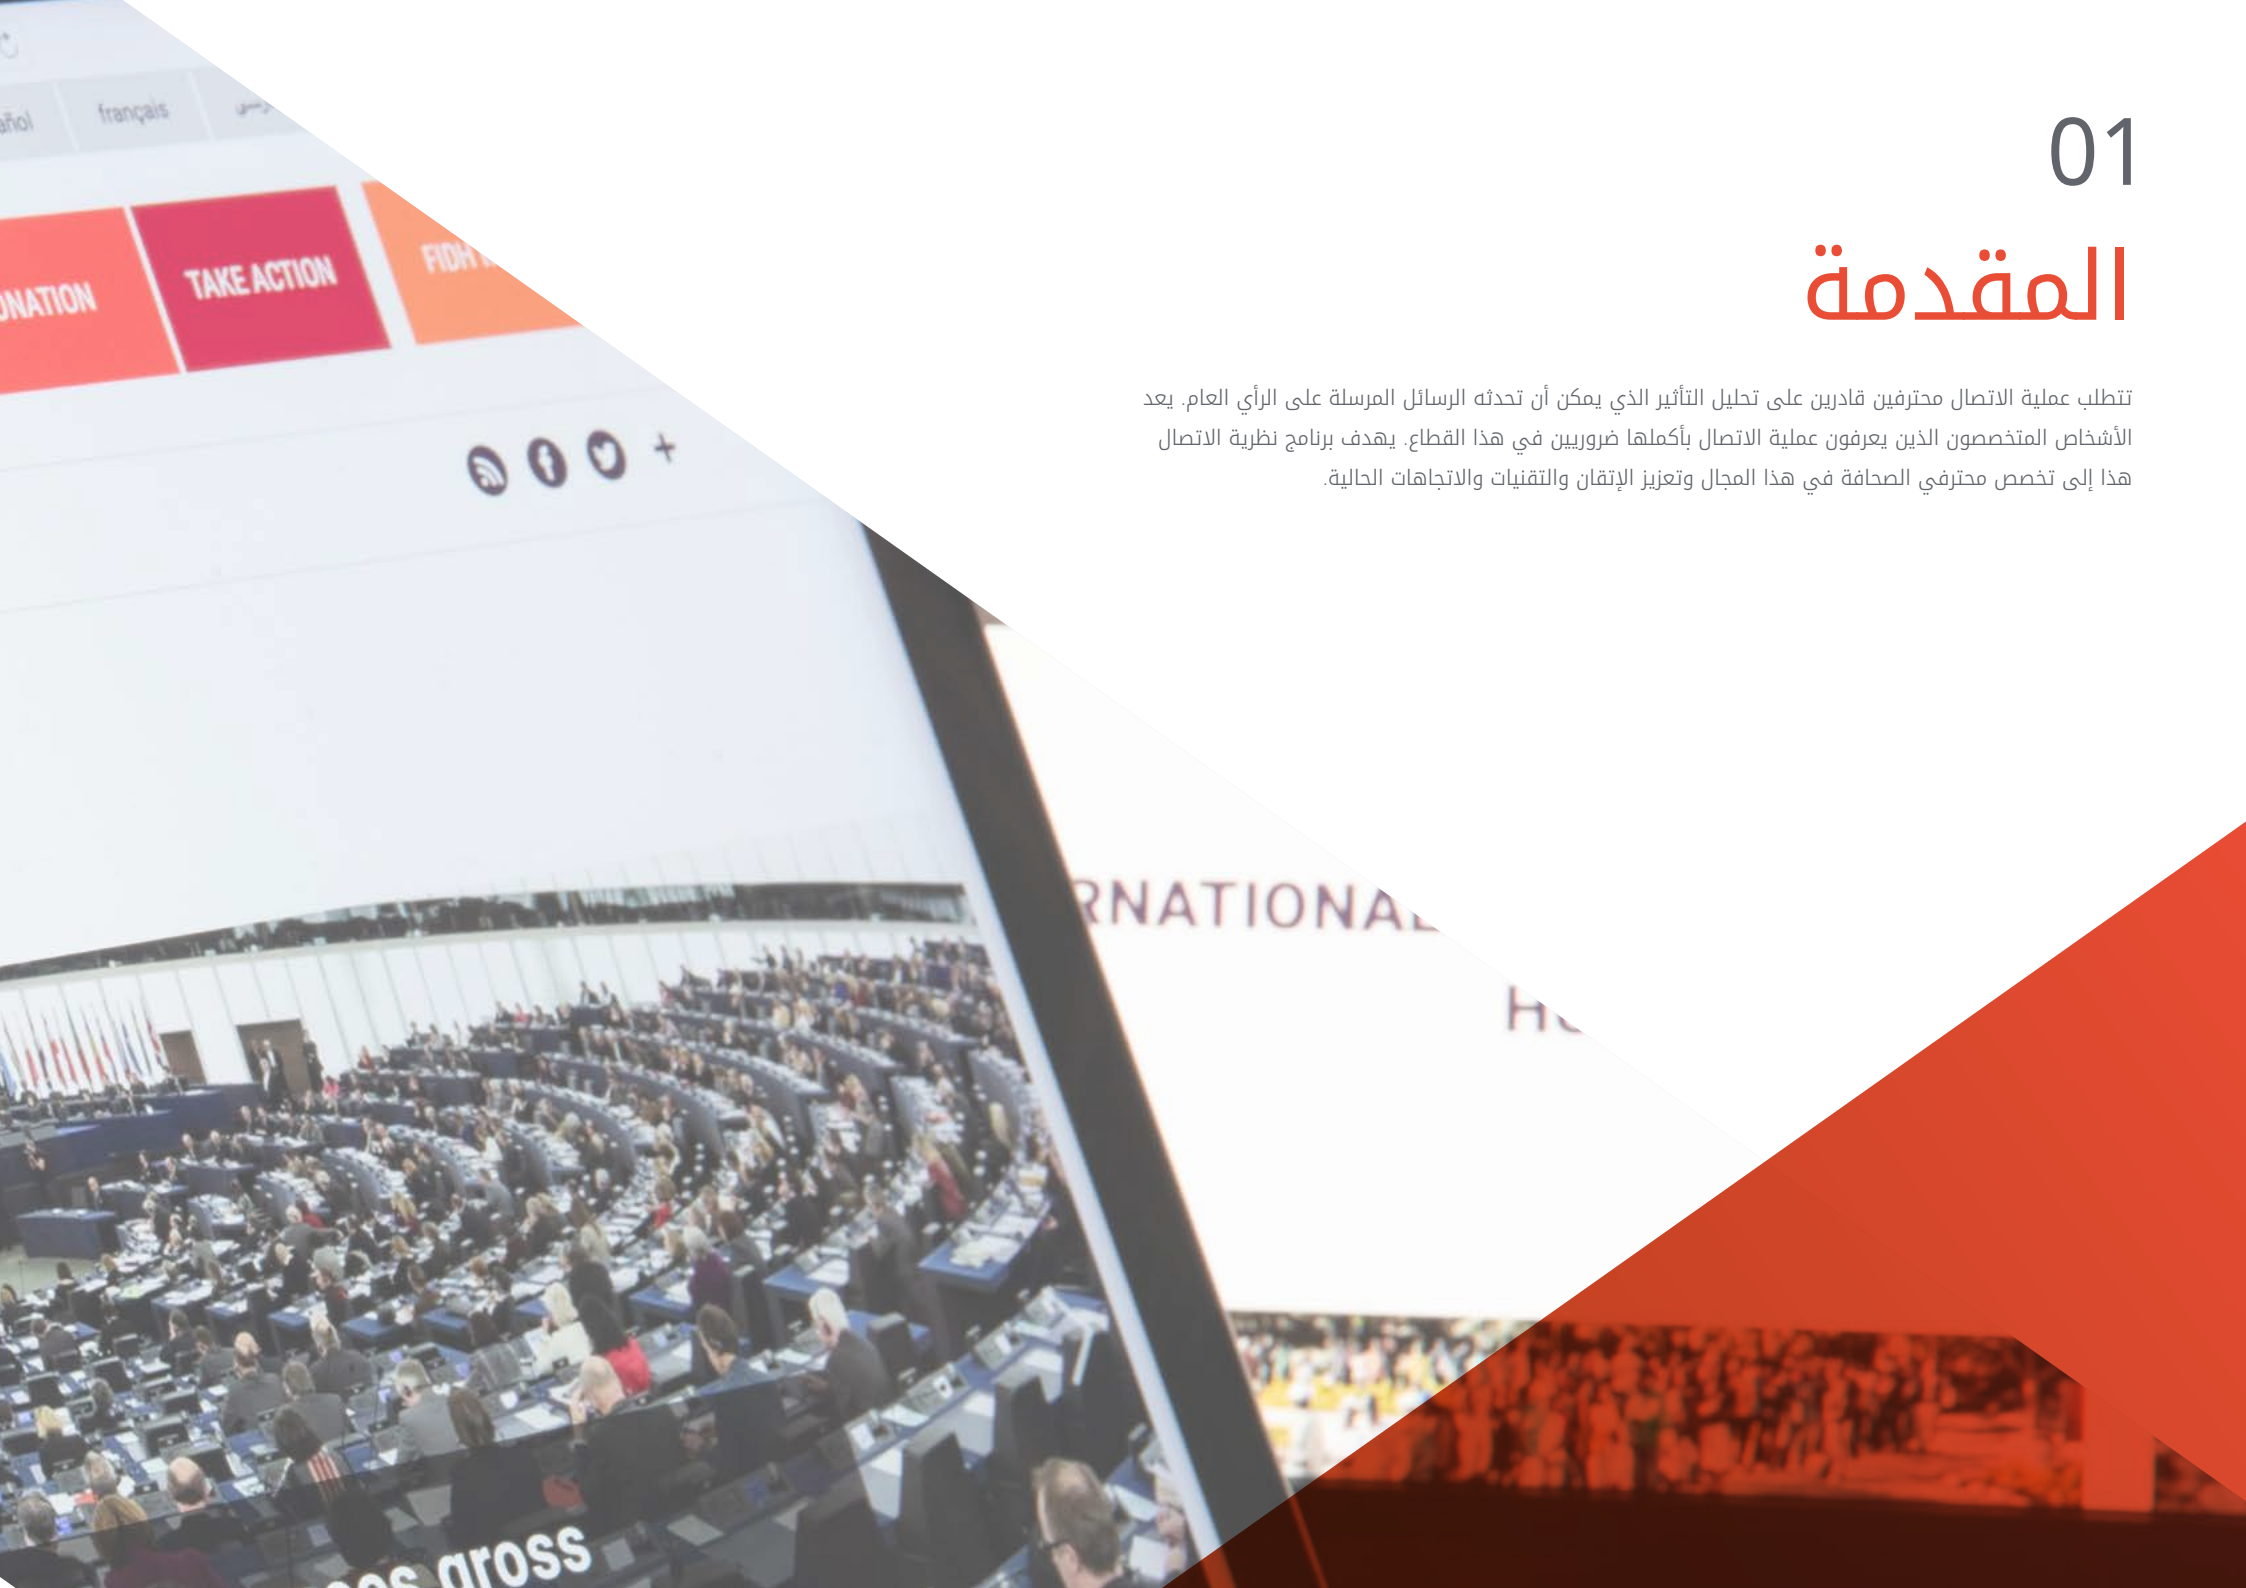 01
المقدمة
تتطلب عملية الاتصال محترفين قادرين على تحليل التأثير الذي يمكن أن تحدثه الرسائل المرسلة على الرأي العام. يعد
الأشخاص المتخصصون الذين يعرفون عملية الاتصال بأكملها ضروريين في هذا القطاع. يهدف برنامج نظرية الاتصال
هذا إلى تخصص محترفي الصحافة في هذا المجال وتعزيز الإتقان والتقنيات والاتجاهات الحالية.
français
TAKE ACTION
FIDH
gross